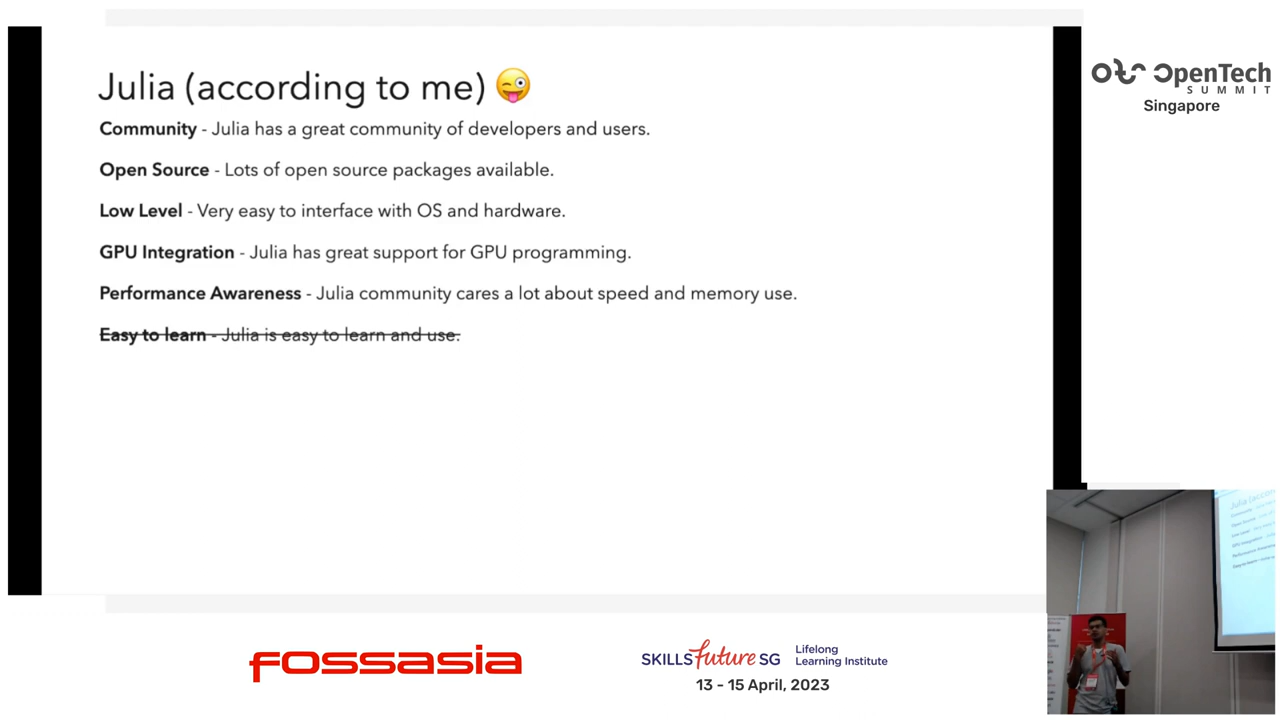 Julia (according to me) 😜
Community - Julia has a great community of developers and users.
Open Source - Lots of open source packages available.
Low Level - Very easy to interface with OS and hardware.
GPU Integration - Julia has great support for GPU programming.
Performance Awareness - Julia community cares a lot about speed and memory use.
Easy to learn - Julia is easy to learn and use.
OpenTech
SUMMIT
Singapore
fossasia
SKILLS future SG
Lifelong
Learning Institute
13 - 15 April, 2023